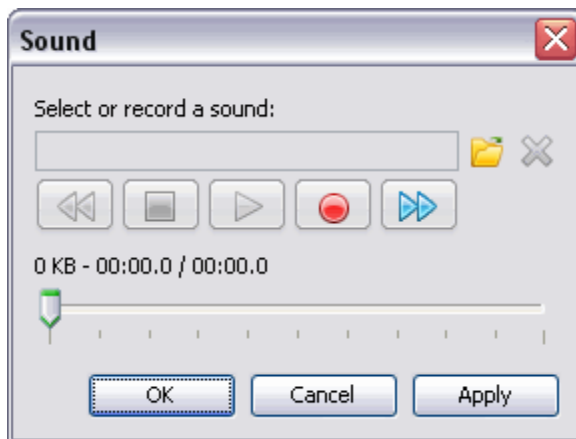 Sound
Select or record a sound:
0 KB - 00:00.0 / 00:00.0
OK Cancel Apply